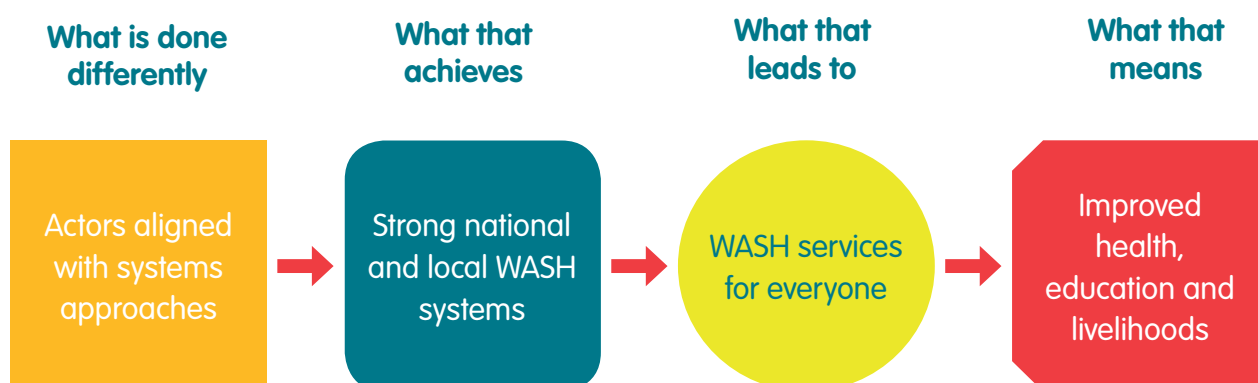 What is done
differently
What that
achieves
What that
leads to
What that
means
Actors aligned
with systems
approaches
Strong national
and local WASH
systems
WASH services
for everyone
Improved
health,
education and
livelihoods